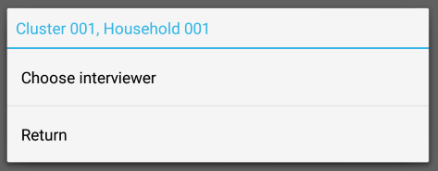 Cluster 001, Household 001
Choose interviewer
Return